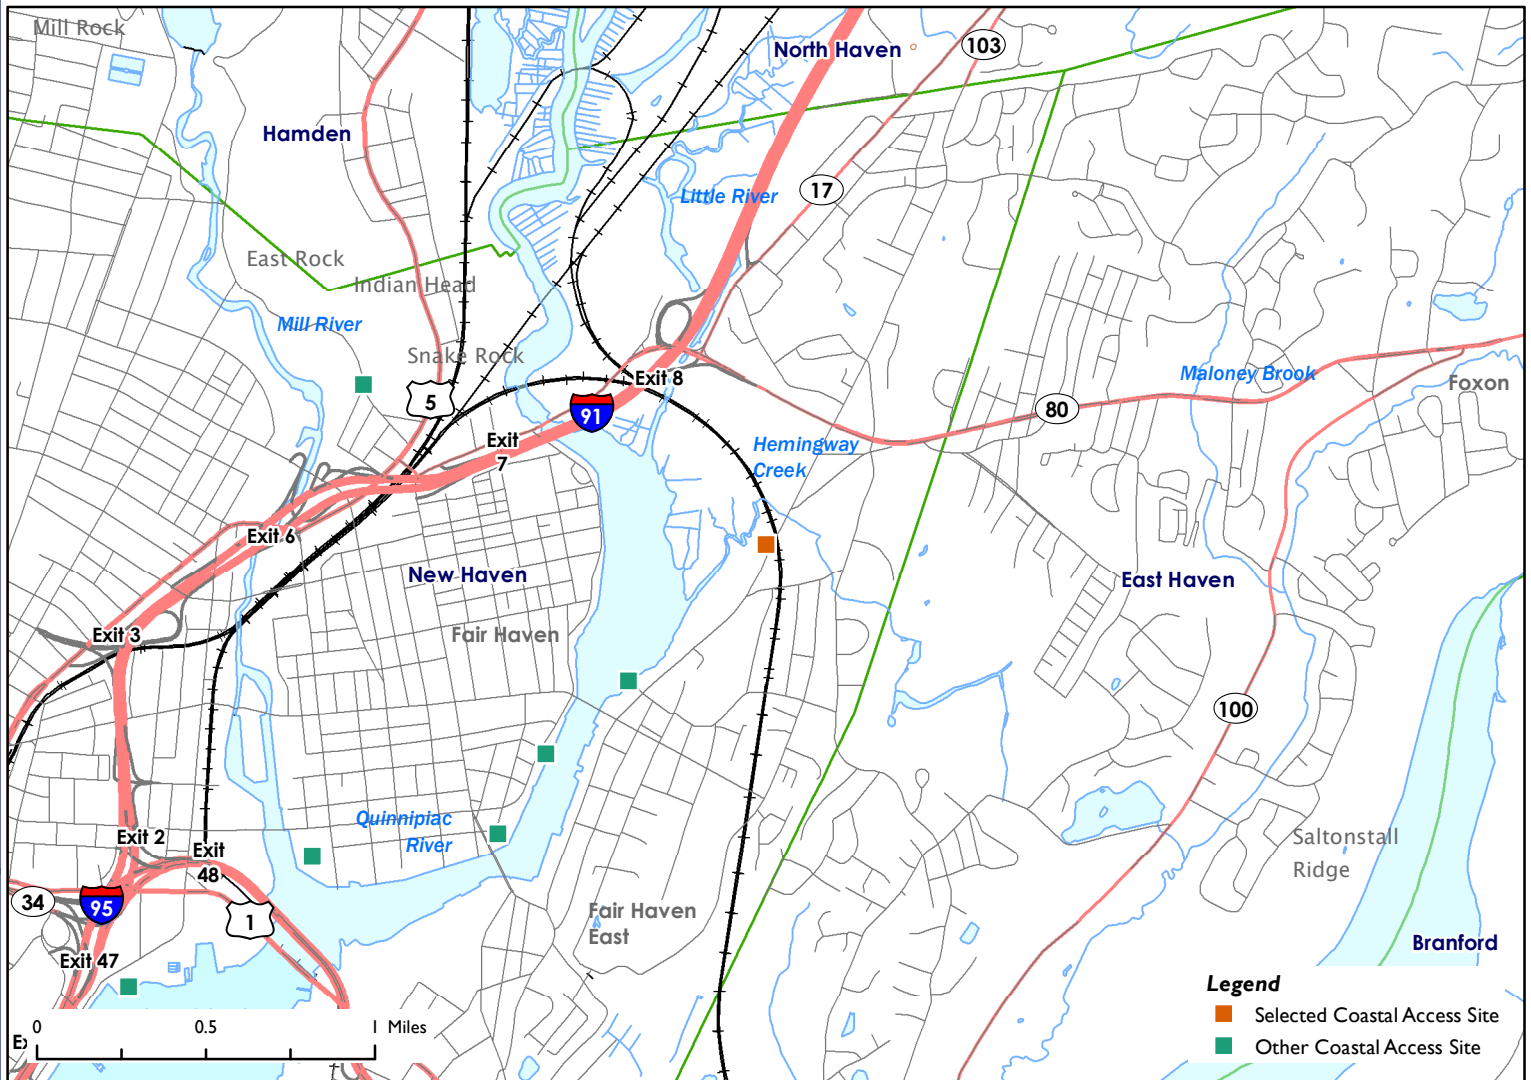 Mill Rock
North Haven
103
Hamden
17
Little River
East Rock
Indian Head
Mill River
Snake Rock
Exit 8
Maloney Brook
Foxon
5
91
80
Exit
7
Hemingway
Creek
Exit 6
New Haven
East Haven
Fair Haven
Exit 3
100
Quinnipiac
River
Exit 2
Exit
48
Saltonstall
Ridge
34
95
1
Fair Haven
East
Branford
Exit 47
Legend
Selected Coastal Access Site
Other Coastal Access Site
0 0.5 1 Miles